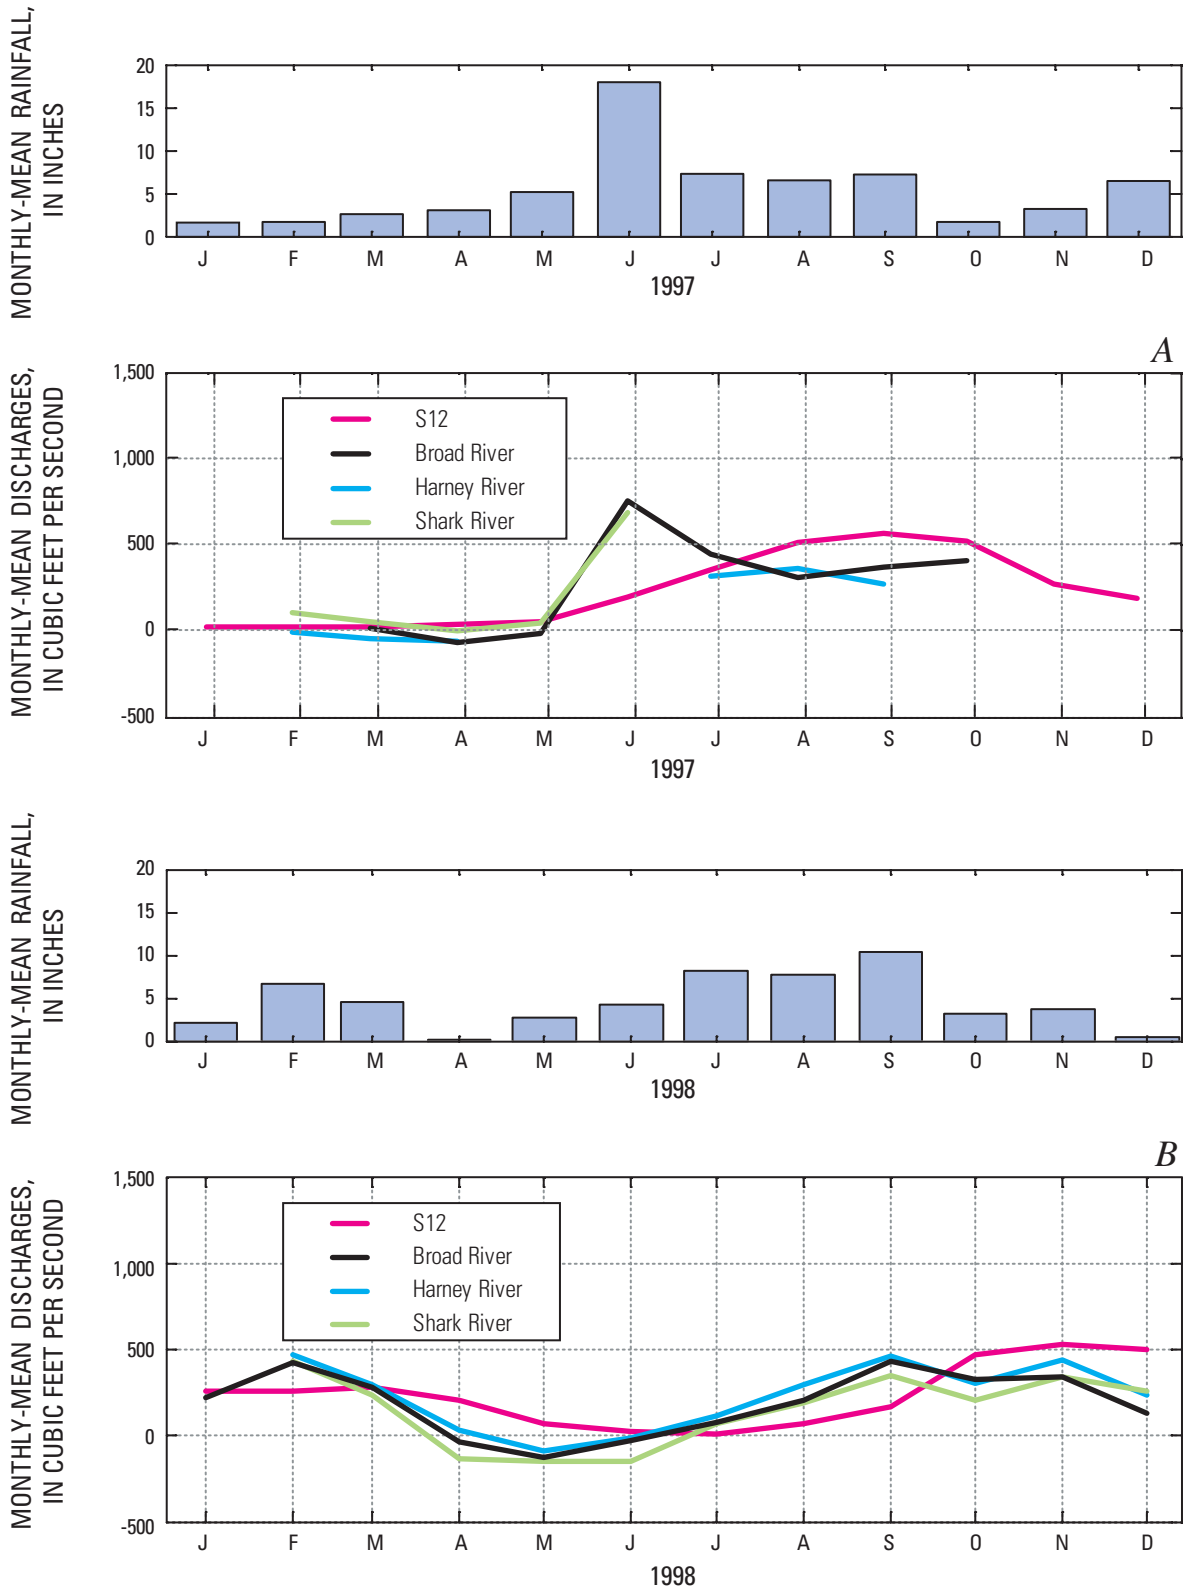 MONTHLY-MEAN RAINFALL,
IN INCHES
20
15
10
5
0
J F M A M J J A S O N D
1997
A
MONTHLY-MEAN DISCHARGES,
IN CUBIC FEET PER SECOND
1,500
1,000
500
0
-500
S12
Broad River
Harney River
Shark River
J F M A M J J A S O N D
1997
MONTHLY-MEAN RAINFALL,
IN INCHES
20
15
10
5
0
J F M A M J J A S O N D
1998
B
MONTHLY-MEAN DISCHARGES,
IN CUBIC FEET PER SECOND
1,500
1,000
500
0
-500
S12
Broad River
Harney River
Shark River
J F M A M J J A S O N D
1998